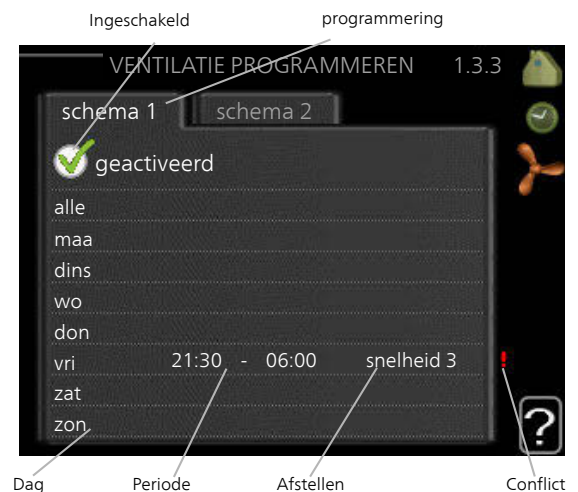 Ingeschakeld programmering
VENTILATIE PROGRAMMEREN 1.3.3
schema 1 schema 2
geactiveerd
alle
maa
dins
wo
don
vri 21:30 - 06:00 snelheid 3 !
zat
zon
?
Dag Periode Afstellen Conflict